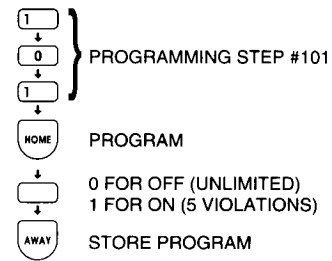 1
0
1
PROGRAMMING STEP #101
HOME PROGRAM
0 FOR OFF (UNLIMITED)
1 FOR ON (5 VIOLATIONS)
AWAY STORE PROGRAM